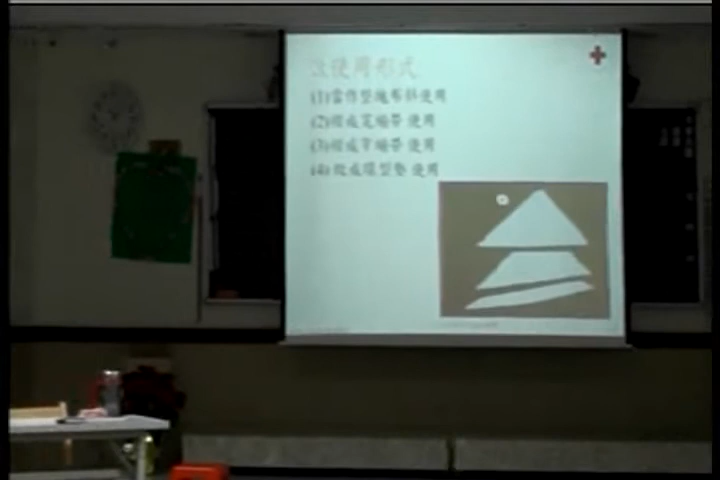 使用形式
(1)當作整塊布料使用
(2)摺成寬繃帶 使用
(3)摺成窄繃帶 使用
(4)做成環型墊 使用